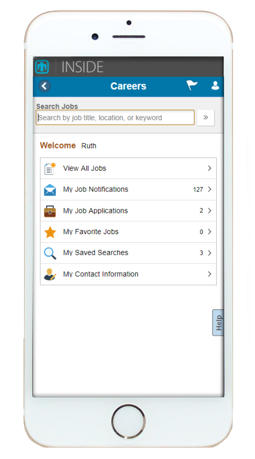 INSIDE
Careers
Search Jobs
Search by job title, location, or keyword
»
Welcome Ruth
View All Jobs
My Job Notifications 127
My Job Applications 2
My Favorite Jobs 0
My Saved Searches 3
My Contact Information
Help